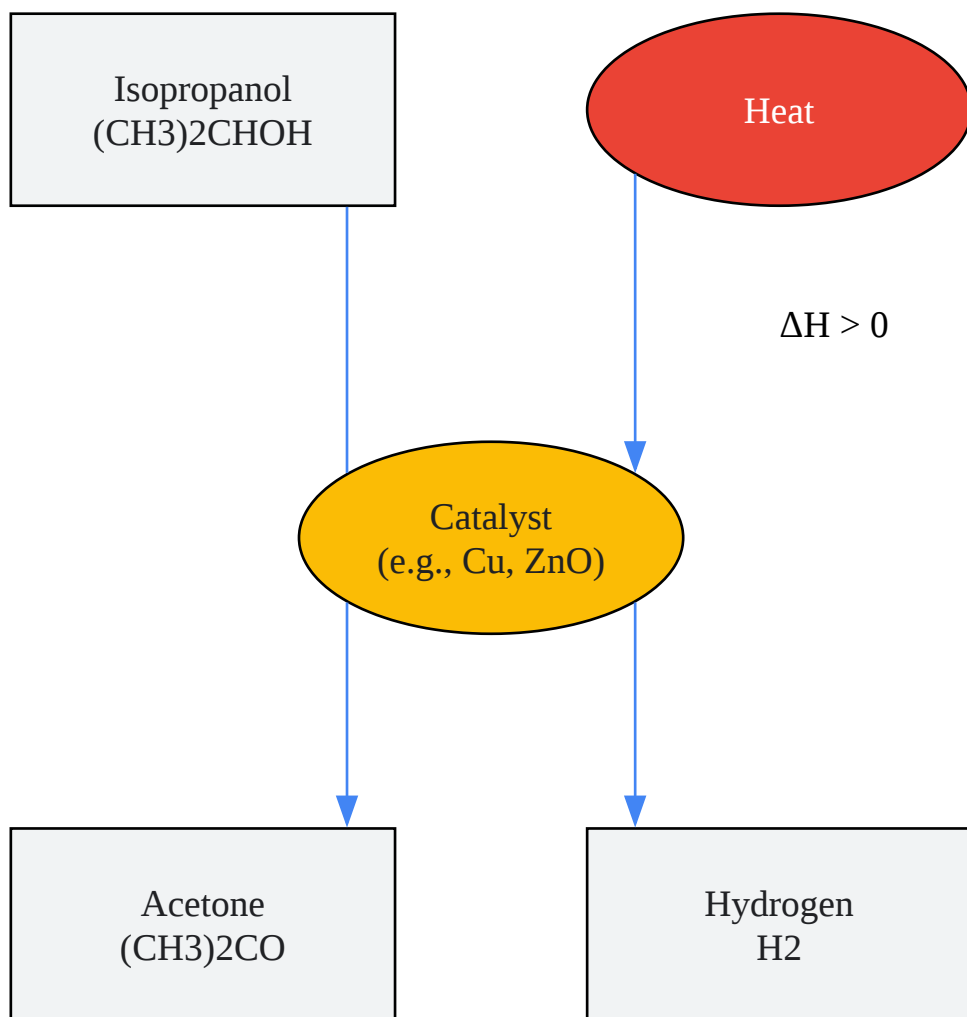 Isopropanol
(CH3)2CHOH
Heat
ΔH > 0
Catalyst
(e.g., Cu, ZnO)
Acetone
(CH3)2CO
Hydrogen
H2